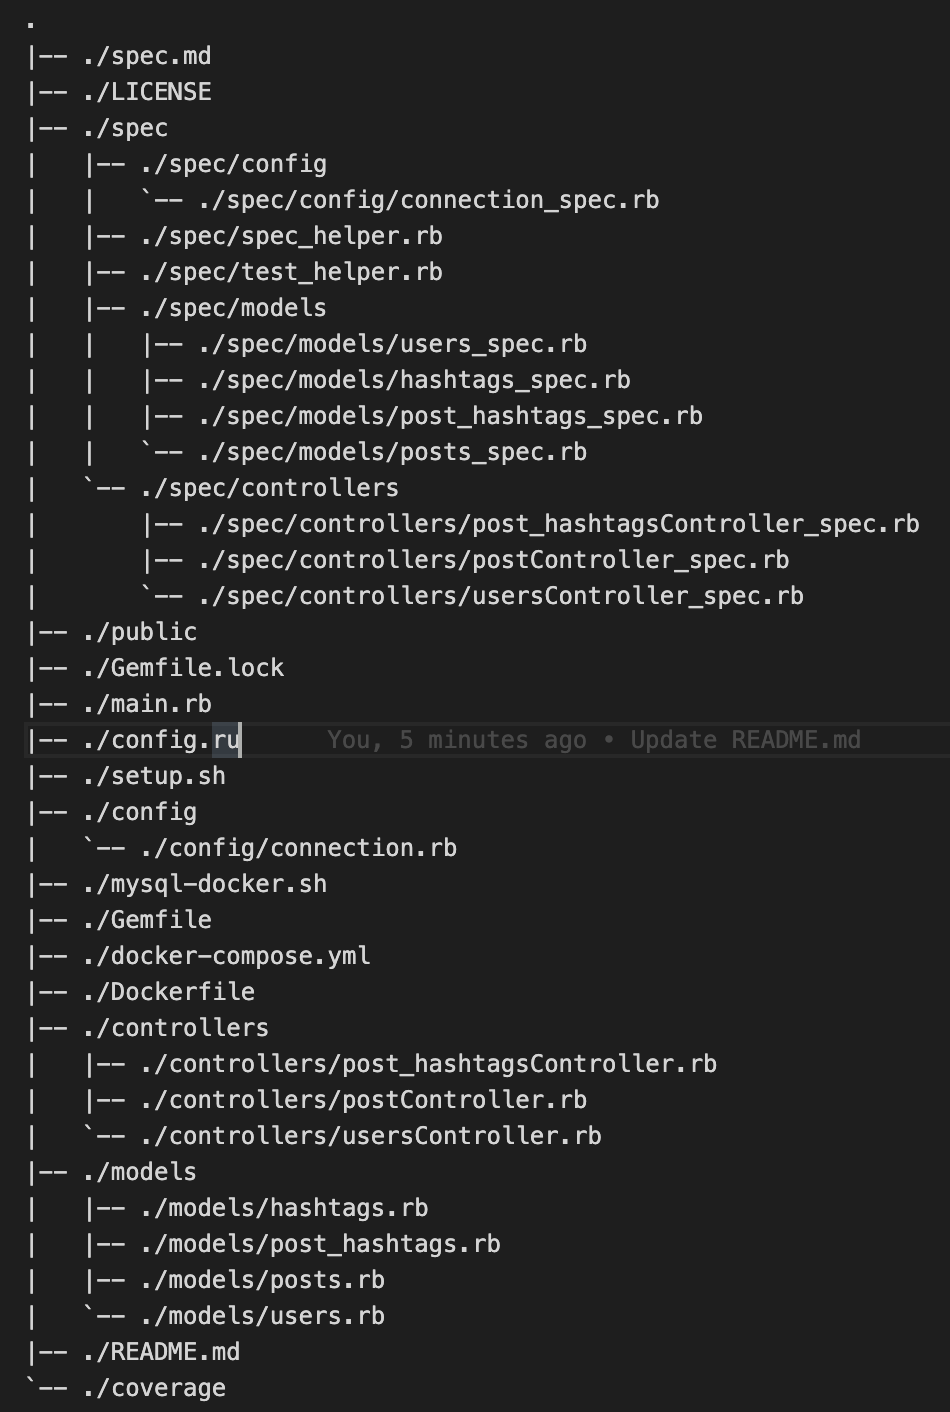 .
|-- ./spec.md
|-- ./LICENSE
|-- ./spec
|   |-- ./spec/config
|   |   `-- ./spec/config/connection_spec.rb
|   |-- ./spec/spec_helper.rb
|   |-- ./spec/test_helper.rb
|   |-- ./spec/models
|   |   |-- ./spec/models/users_spec.rb
|   |   |-- ./spec/models/hashtags_spec.rb
|   |   |-- ./spec/models/post_hashtags_spec.rb
|   |   `-- ./spec/models/posts_spec.rb
|   `-- ./spec/controllers
|       |-- ./spec/controllers/post_hashtagsController_spec.rb
|       |-- ./spec/controllers/postController_spec.rb
|       `-- ./spec/controllers/usersController_spec.rb
|-- ./public
|-- ./Gemfile.lock
|-- ./main.rb
|-- ./config.ru      You, 5 minutes ago • Update README.md
|-- ./setup.sh
|-- ./config
|   `-- ./config/connection.rb
|-- ./mysql-docker.sh
|-- ./Gemfile
|-- ./docker-compose.yml
|-- ./Dockerfile
|-- ./controllers
|   |-- ./controllers/post_hashtagsController.rb
|   |-- ./controllers/postController.rb
|   `-- ./controllers/usersController.rb
|-- ./models
|   |-- ./models/hashtags.rb
|   |-- ./models/post_hashtags.rb
|   |-- ./models/posts.rb
|   `-- ./models/users.rb
|-- ./README.md
`-- ./coverage